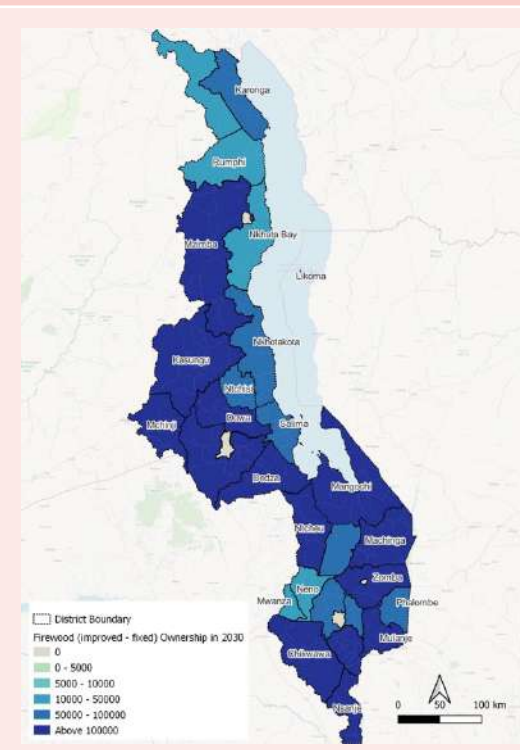 Karonga
Rumphi
Mzimba
Nkhata Bay
Likoma
Nkhotakota
Kasungu
Ntchisi
Mchinji
Dowa
Salima
Dedza
Mangochi
Ntcheu
Machinga
Zomba
Neno
Mwanza
Phalombe
Mulanje
Chikwawa
Nsanje
District Boundary
Firewood (improved - fixed) Ownership in 2030
0
0 - 5000
5000 - 10000
10000 - 50000
50000 - 100000
Above 100000
0 50 100 km